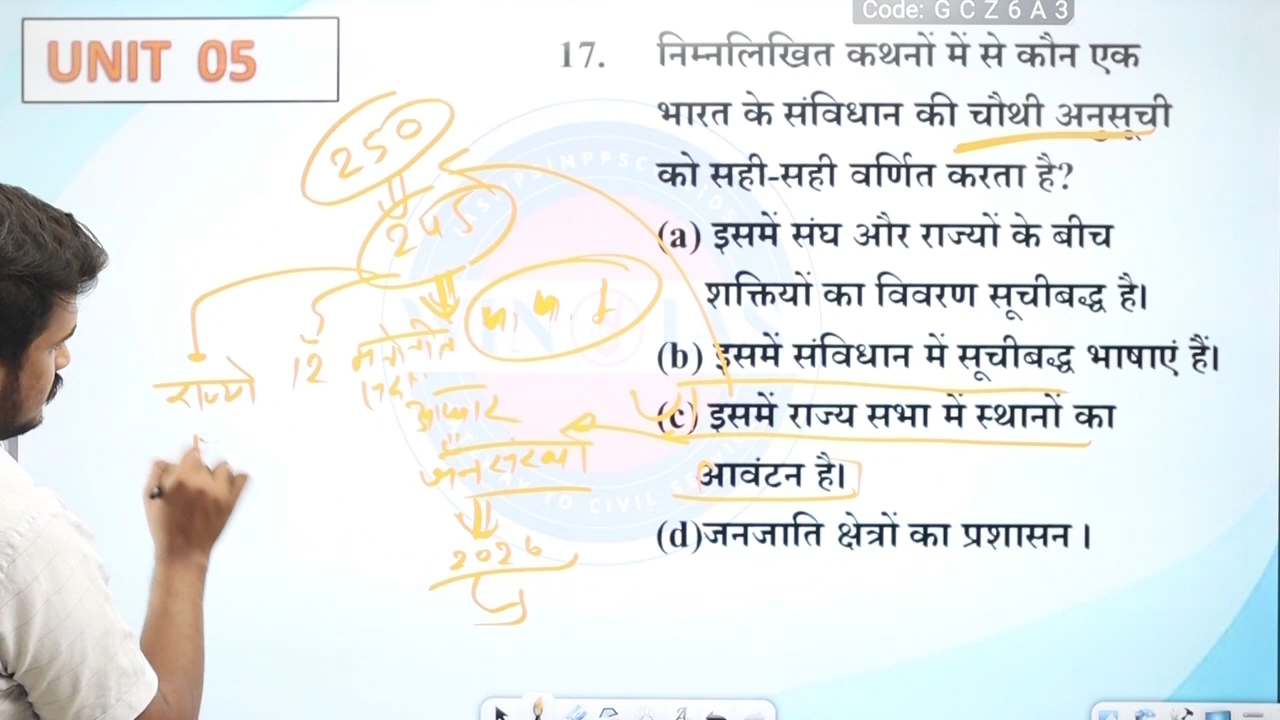 Code: G C Z 6 A 3
UNIT 05
17. निम्नलिखित कथनों में से कौन एक
भारत के संविधान की चौथी अनुसूची
को सही-सही वर्णित करता है?
(a) इसमें संघ और राज्यों के बीच
शक्तियों का विवरण सूचीबद्ध है।
(b) इसमें संविधान में सूचीबद्ध भाषाएं हैं।
(c) इसमें राज्य सभा में स्थानों का
आवंटन है।
(d)जनजाति क्षेत्रों का प्रशासन।
250
245
राज्यो
12
मनोनीत
आधार
जनसंख्या
2026